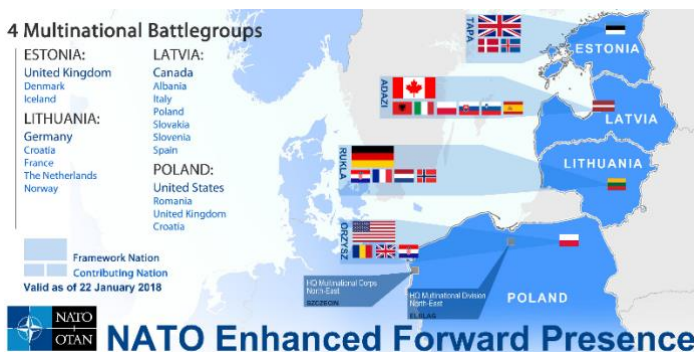 4 Multinational Battlegroups
ESTONIA:
United Kingdom
Denmark
Iceland
LITHUANIA:
Germany
Croatia
France
The Netherlands
Norway
LATVIA:
Canada
Albania
Italy
Poland
Slovakia
Slovenia
Spain
POLAND:
United States
Romania
United Kingdom
Croatia
Framework Nation
Contributing Nation
Valid as of 22 January 2018
TAPA
ESTONIA
ADAZI
LATVIA
RUKLA
LITHUANIA
ORZYSZ
HQ Multinational Corps
North-East
SZCZECIN
HQ Multinational Division
North-East
ELBLAG
POLAND
NATO
OTAN
NATO Enhanced Forward Presence